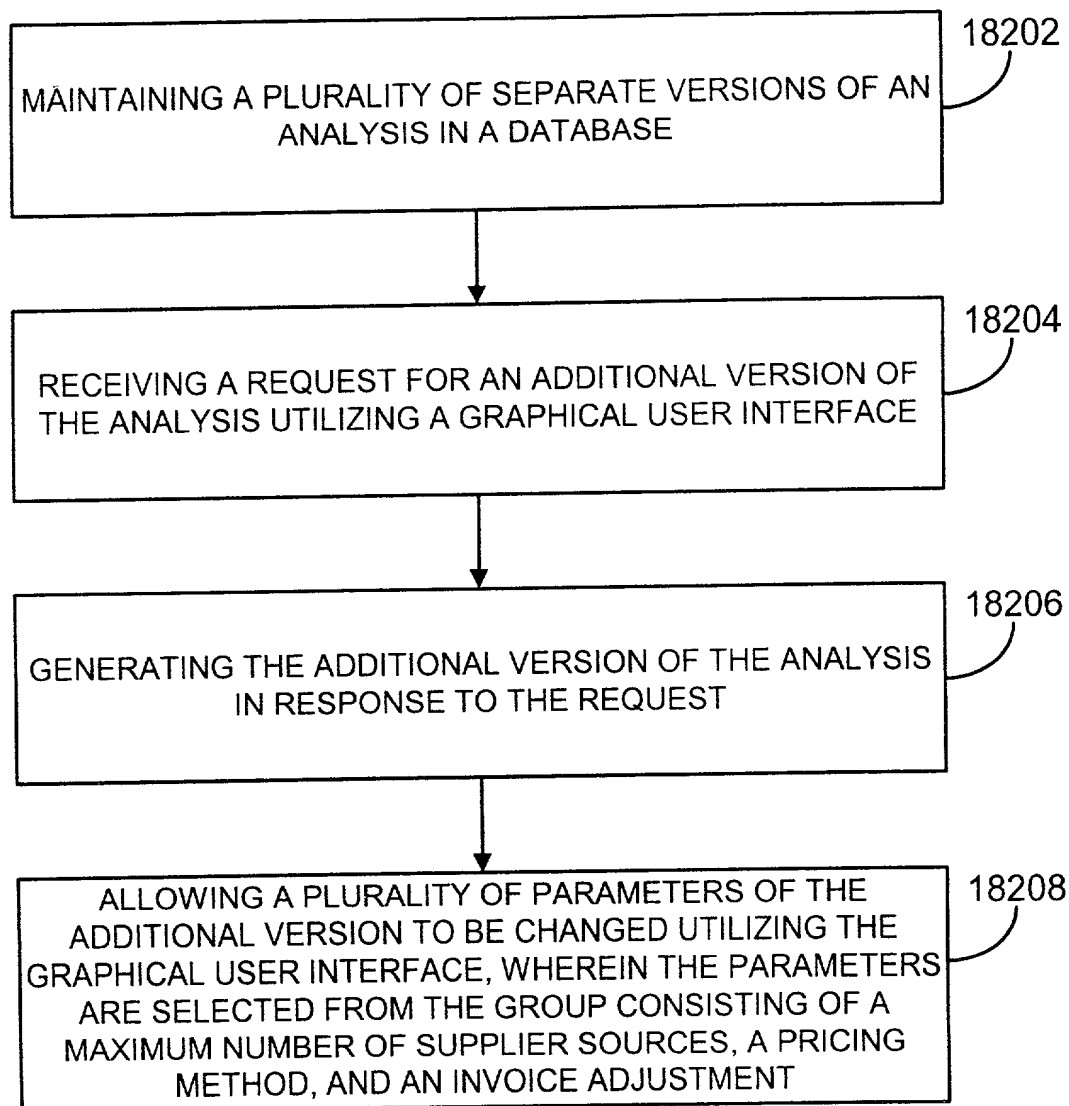 18202
MAINTAINING A PLURALITY OF SEPARATE VERSIONS OF AN
ANALYSIS IN A DATABASE
18204
RECEIVING A REQUEST FOR AN ADDITIONAL VERSION OF
THE ANALYSIS UTILIZING A GRAPHICAL USER INTERFACE
18206
GENERATING THE ADDITIONAL VERSION OF THE ANALYSIS
IN RESPONSE TO THE REQUEST
18208
ALLOWING A PLURALITY OF PARAMETERS OF THE
ADDITIONAL VERSION TO BE CHANGED UTILIZING THE
GRAPHICAL USER INTERFACE, WHEREIN THE PARAMETERS
ARE SELECTED FROM THE GROUP CONSISTING OF A
MAXIMUM NUMBER OF SUPPLIER SOURCES, A PRICING
METHOD, AND AN INVOICE ADJUSTMENT